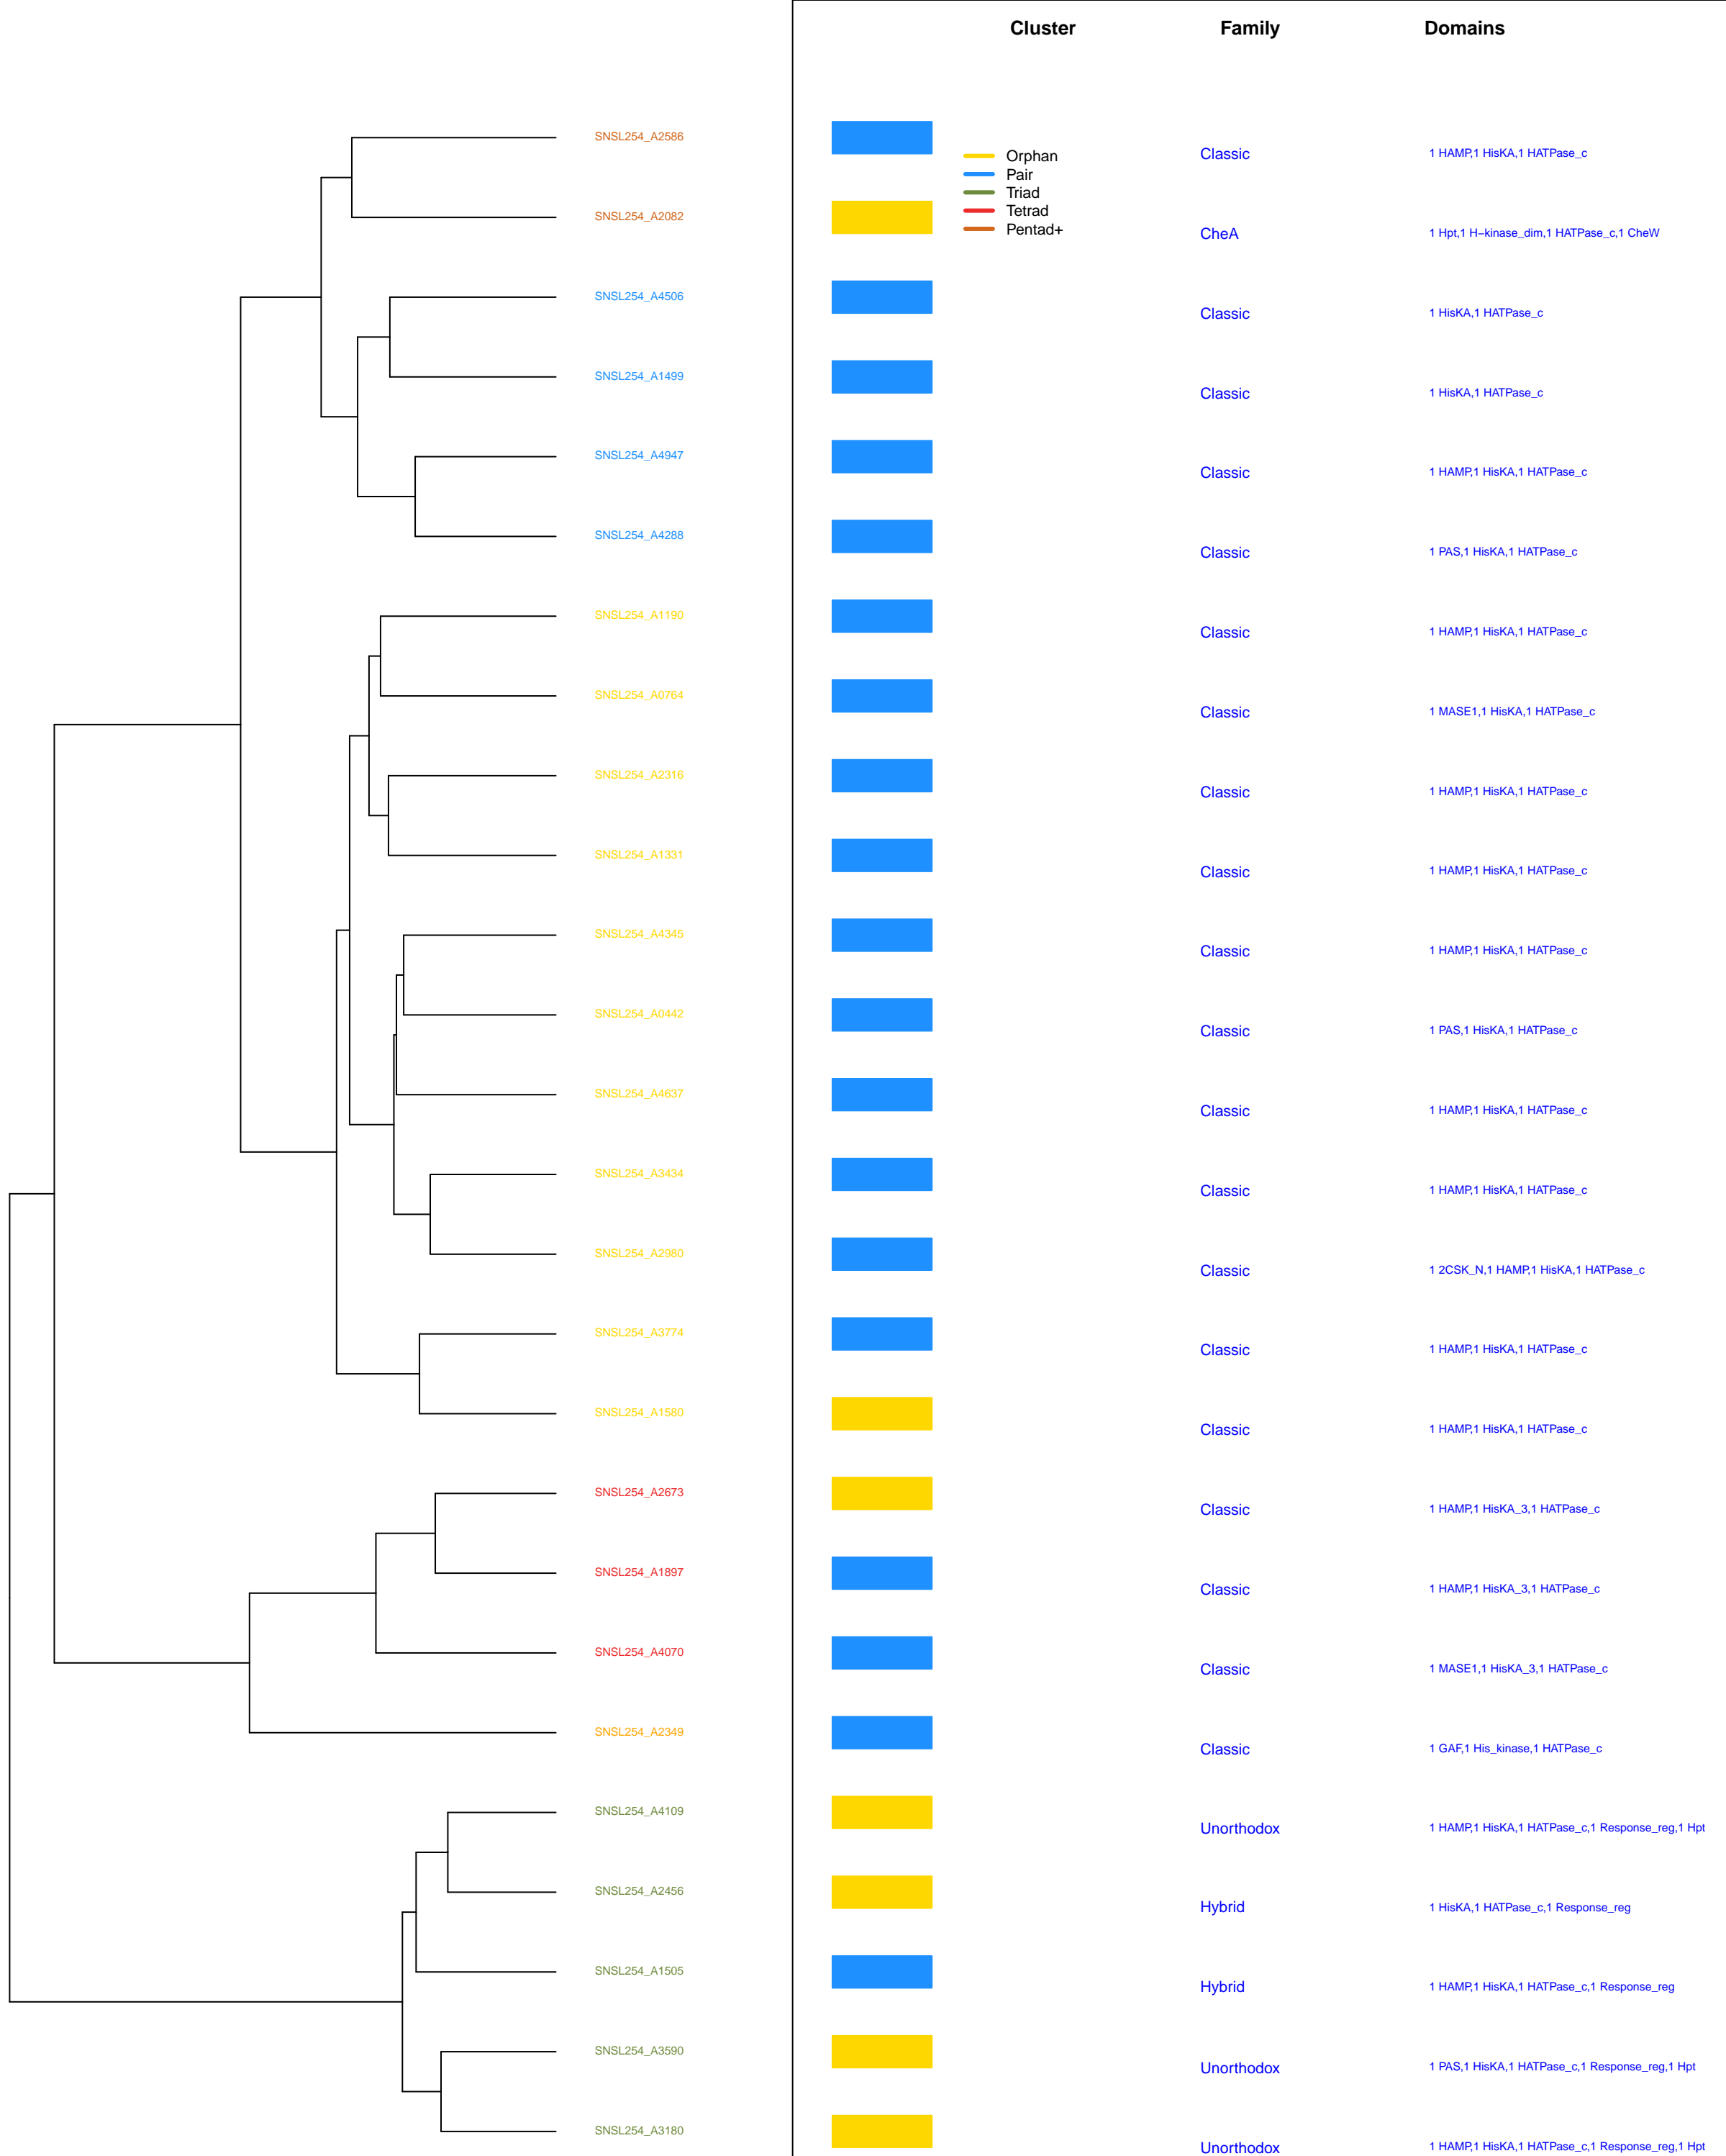 Cluster Family Domains
SNSL254_A2586 Classic 1 HAMP,1 HisKA,1 HATPase_c
Orphan
Pair
Triad
Tetrad
Pentad+
SNSL254_A2082 CheA 1 Hpt,1 H−kinase_dim,1 HATPase_c,1 CheW
SNSL254_A4506 Classic 1 HisKA,1 HATPase_c
SNSL254_A1499 Classic 1 HisKA,1 HATPase_c
SNSL254_A4947 Classic 1 HAMP,1 HisKA,1 HATPase_c
SNSL254_A4288 Classic 1 PAS,1 HisKA,1 HATPase_c
SNSL254_A1190 Classic 1 HAMP,1 HisKA,1 HATPase_c
SNSL254_A0764 Classic 1 MASE1,1 HisKA,1 HATPase_c
SNSL254_A2316 Classic 1 HAMP,1 HisKA,1 HATPase_c
SNSL254_A1331 Classic 1 HAMP,1 HisKA,1 HATPase_c
SNSL254_A4345 Classic 1 HAMP,1 HisKA,1 HATPase_c
SNSL254_A0442 Classic 1 PAS,1 HisKA,1 HATPase_c
SNSL254_A4637 Classic 1 HAMP,1 HisKA,1 HATPase_c
SNSL254_A3434 Classic 1 HAMP,1 HisKA,1 HATPase_c
SNSL254_A2980 Classic 1 2CSK_N,1 HAMP,1 HisKA,1 HATPase_c
SNSL254_A3774 Classic 1 HAMP,1 HisKA,1 HATPase_c
SNSL254_A1580 Classic 1 HAMP,1 HisKA,1 HATPase_c
SNSL254_A2673 Classic 1 HAMP,1 HisKA_3,1 HATPase_c
SNSL254_A1897 Classic 1 HAMP,1 HisKA_3,1 HATPase_c
SNSL254_A4070 Classic 1 MASE1,1 HisKA_3,1 HATPase_c
SNSL254_A2349 Classic 1 GAF,1 His_kinase,1 HATPase_c
SNSL254_A4109 Unorthodox 1 HAMP,1 HisKA,1 HATPase_c,1 Response_reg,1 Hpt
SNSL254_A2456 Hybrid 1 HisKA,1 HATPase_c,1 Response_reg
SNSL254_A1505 Hybrid 1 HAMP,1 HisKA,1 HATPase_c,1 Response_reg
SNSL254_A3590 Unorthodox 1 PAS,1 HisKA,1 HATPase_c,1 Response_reg,1 Hpt
SNSL254_A3180 Unorthodox 1 HAMP,1 HisKA,1 HATPase_c,1 Response_reg,1 Hpt